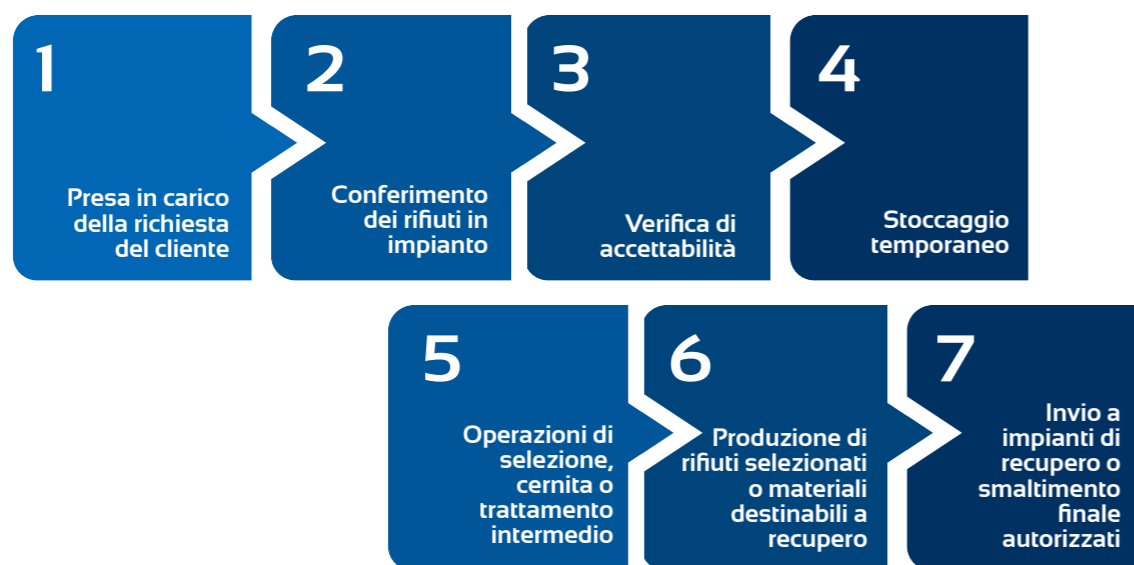 1
Presa in carico
della richiesta
del cliente
2
Conferimento
dei rifiuti in
impianto
3
Verifica di
accettabilità
4
Stoccaggio
temporaneo
5
Operazioni di
selezione,
cernita o
trattamento
intermedio
6
Produzione di
rifiuti selezionati
o materiali
destinabili a
recupero
7
Invio a
impianti di
recupero o
smaltimento
finale
autorizzati